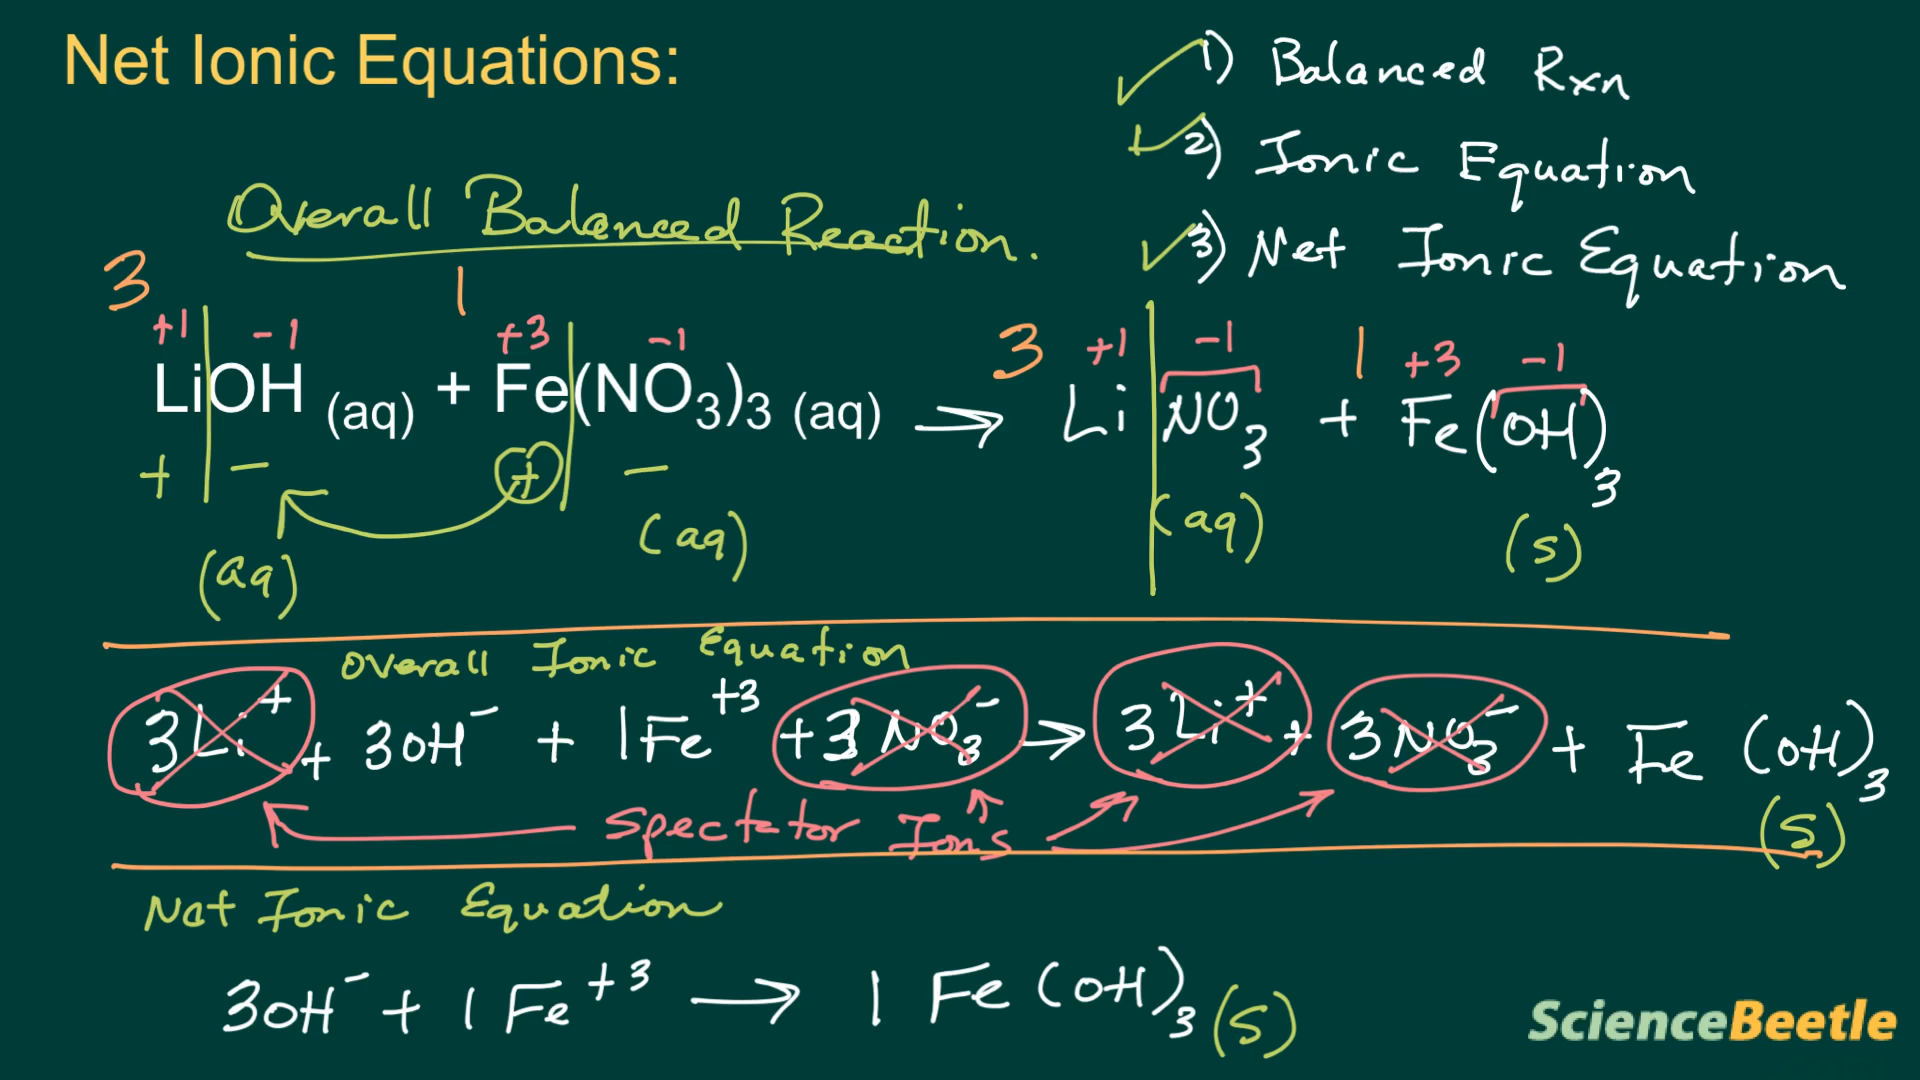 Net Ionic Equations:
1) Balanced Rxn
2) Ionic Equation
3) Net Ionic Equation
Overall Balanced Reaction.
3 1 3 1
+1 -1 +3 -1 +1 -1 +3 -1
LiOH (aq) + Fe(NO₃)₃ (aq) → LiNO₃ + Fe(OH)₃
+ - + -
(aq) (aq) (aq) (s)
Overall Ionic Equation
3Li⁺ + 3OH⁻ + 1Fe⁺³ + 3NO₃⁻ → 3Li⁺ + 3NO₃⁻ + Fe(OH)₃ (s)
Spectator Ions
Net Ionic Equation
3OH⁻ + 1Fe⁺³ → 1 Fe(OH)₃ (s)
ScienceBeetle